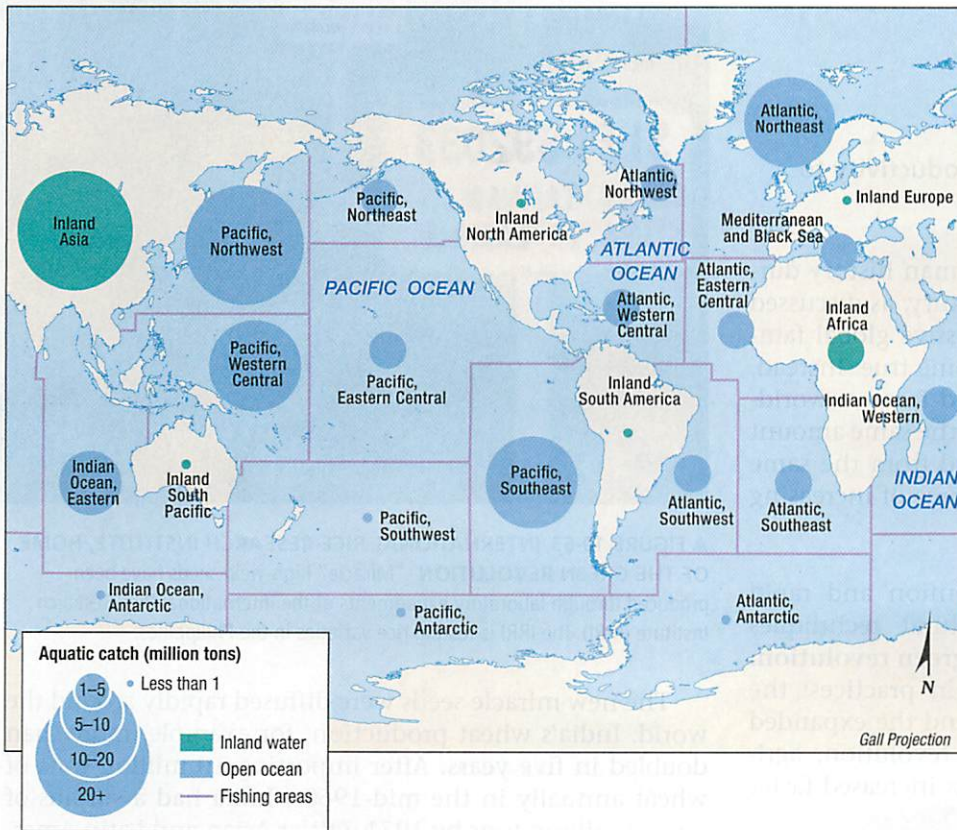 Atlantic,
Northeast
Inland
Asia
Pacific,
Northwest
Pacific,
Northeast
Inland
North America
Atlantic,
Northwest
Inland Europe
Mediterranean
and Black Sea
ATLANTIC
OCEAN
PACIFIC OCEAN
Atlantic,
Western
Central
Atlantic,
Eastern
Central
Inland
Africa
Pacific,
Western
Central
Pacific,
Eastern Central
Inland
South America
Indian Ocean,
Western
Indian
Ocean,
Eastern
Inland
South
Pacific
Pacific,
Southwest
Pacific,
Southeast
Atlantic,
Southwest
Atlantic,
Southeast
INDIAN
OCEAN
Indian Ocean,
Antarctic
Pacific,
Antarctic
Atlantic,
Antarctic
N
Gall Projection
Aquatic catch (million tons)
1–5
5–10
10–20
20+
Less than 1
Inland water
Open ocean
Fishing areas